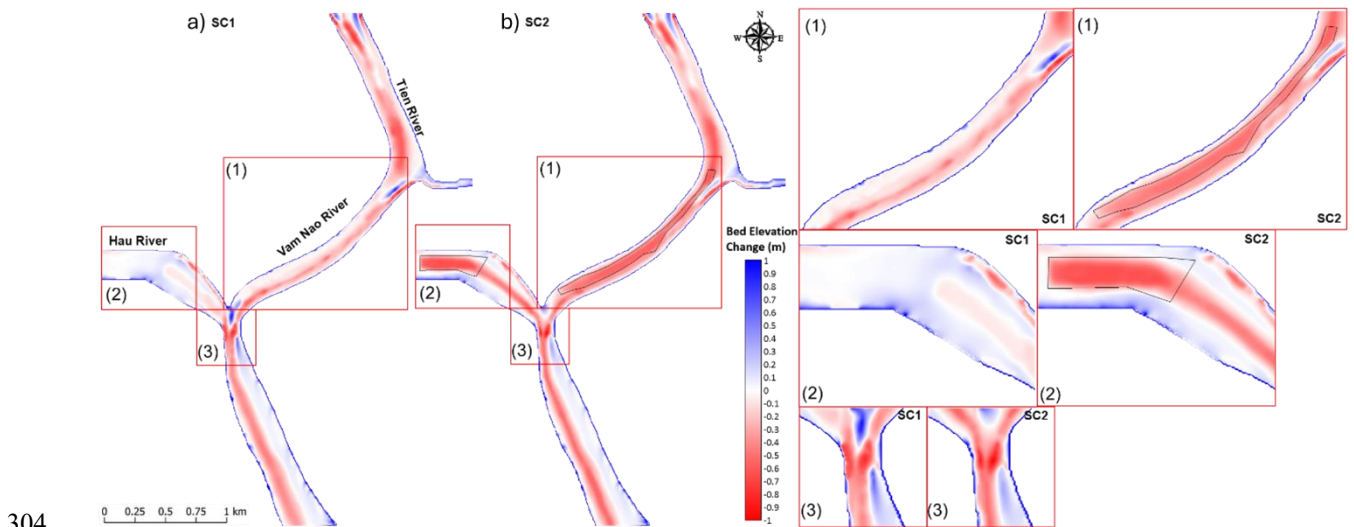 a) SC1
b) SC2
N
W E
S
Tien River
(1)
(1)
Vam Nao River
Hau River
(2)
(2)
(3)
(3)
Bed Elevation
Change (m)
1
0.9
0.8
0.7
0.6
0.5
0.4
0.3
0.2
0.1
0
-0.1
-0.2
-0.3
-0.4
-0.5
-0.6
-0.7
-0.8
-0.9
-1
0 0.25 0.5 0.75 1 km
(1)
SC1
(1)
SC2
SC1
(2)
SC2
(2)
SC1
(3)
SC2
(3)
304